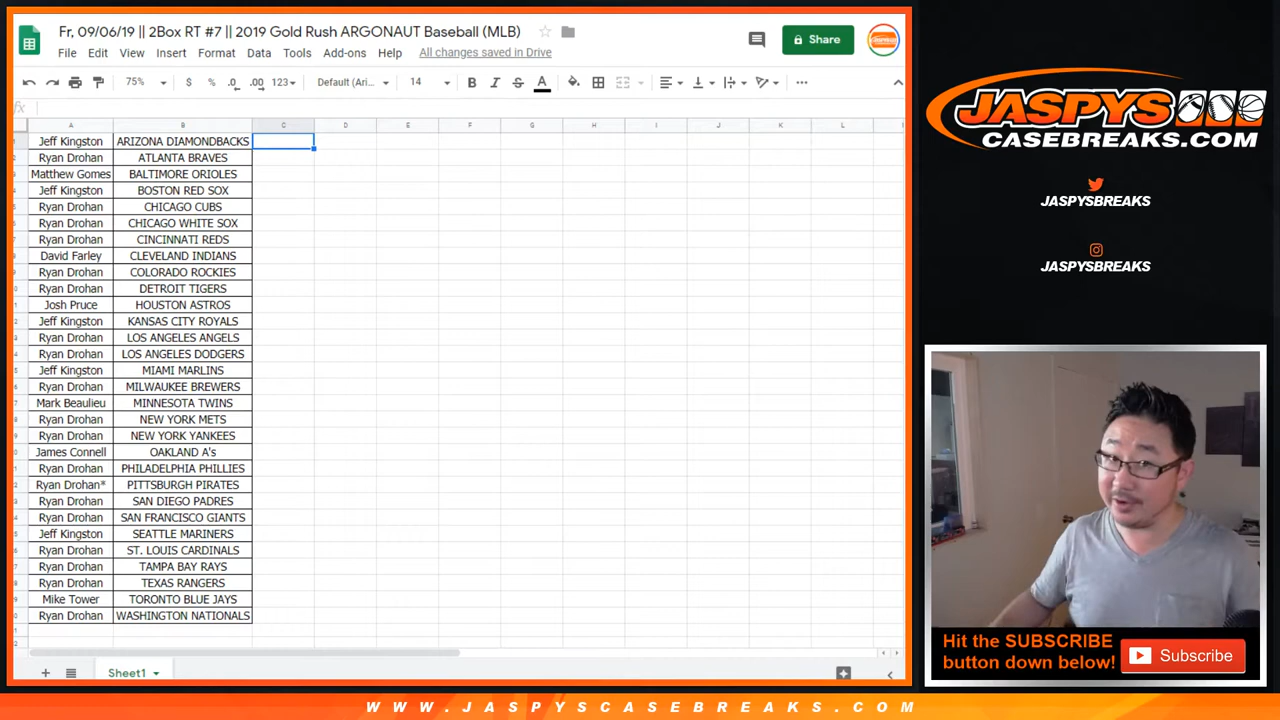 Fr, 09/06/19 || 2Box RT #7 || 2019 Gold Rush ARGONAUT Baseball (MLB)
File Edit View Insert Format Data Tools Add-ons Help All changes saved in Drive
Share
75% $ % .0 .00 123 Default (Ari... 14 B I S A
fx
A B C D E F G H I J K L
Jeff Kingston ARIZONA DIAMONDBACKS
Ryan Drohan ATLANTA BRAVES
Matthew Gomes BALTIMORE ORIOLES
Jeff Kingston BOSTON RED SOX
Ryan Drohan CHICAGO CUBS
Ryan Drohan CHICAGO WHITE SOX
Ryan Drohan CINCINNATI REDS
David Farley CLEVELAND INDIANS
Ryan Drohan COLORADO ROCKIES
Ryan Drohan DETROIT TIGERS
Josh Pruce HOUSTON ASTROS
Jeff Kingston KANSAS CITY ROYALS
Ryan Drohan LOS ANGELES ANGELS
Ryan Drohan LOS ANGELES DODGERS
Jeff Kingston MIAMI MARLINS
Ryan Drohan MILWAUKEE BREWERS
Mark Beaulieu MINNESOTA TWINS
Ryan Drohan NEW YORK METS
Ryan Drohan NEW YORK YANKEES
James Connell OAKLAND A's
Ryan Drohan PHILADELPHIA PHILLIES
Ryan Drohan* PITTSBURGH PIRATES
Ryan Drohan SAN DIEGO PADRES
Ryan Drohan SAN FRANCISCO GIANTS
Jeff Kingston SEATTLE MARINERS
Ryan Drohan ST. LOUIS CARDINALS
Ryan Drohan TAMPA BAY RAYS
Ryan Drohan TEXAS RANGERS
Mike Tower TORONTO BLUE JAYS
Ryan Drohan WASHINGTON NATIONALS
Sheet1
JASPYS
CASEBREAKS.COM
JASPYSBREAKS
JASPYSBREAKS
Hit the SUBSCRIBE
button down below!
Subscribe
WWW.JASPYSCASEBREAKS.COM